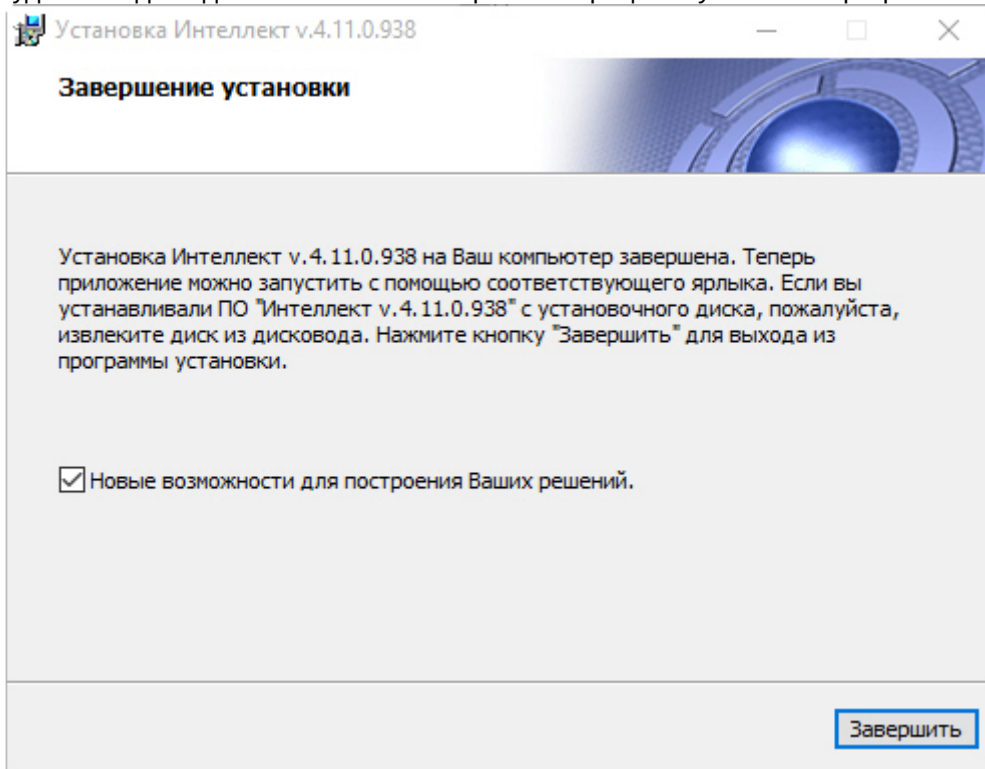 Установка Интеллект v.4.11.0.938
Завершение установки
Установка Интеллект v.4.11.0.938 на Ваш компьютер завершена. Теперь
приложение можно запустить с помощью соответствующего ярлыка. Если вы
устанавливали ПО "Интеллект v.4.11.0.938" с установочного диска, пожалуйста,
извлеките диск из дисковода. Нажмите кнопку "Завершить" для выхода из
программы установки.
Новые возможности для построения Ваших решений.
Завершить